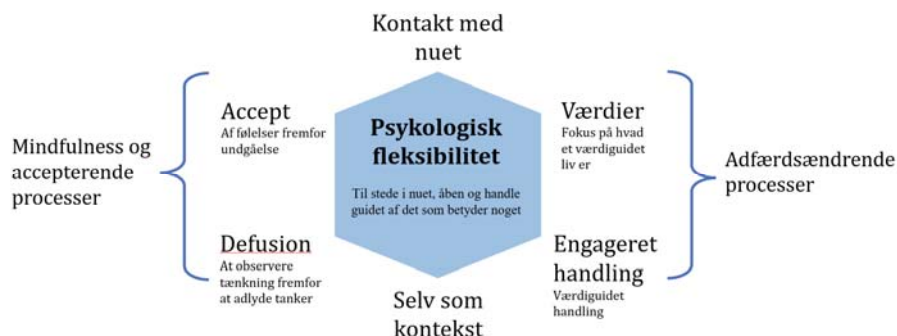 Kontakt med
nuet
Mindfulness og
accepterende
processer
Accept
Af følelser fremfor
undgåelse
Defusion
At observere
tænkning fremfor
at adlyde tanker
Psykologisk
fleksibilitet
Til stede i nuet, åben og handle
guidet af det som betyder noget
Værdier
Fokus på hvad
et værdiguidet
liv er
Engageret
handling
Værdiguidet
handling
Adfærdsændrende
processer
Selv som
kontekst